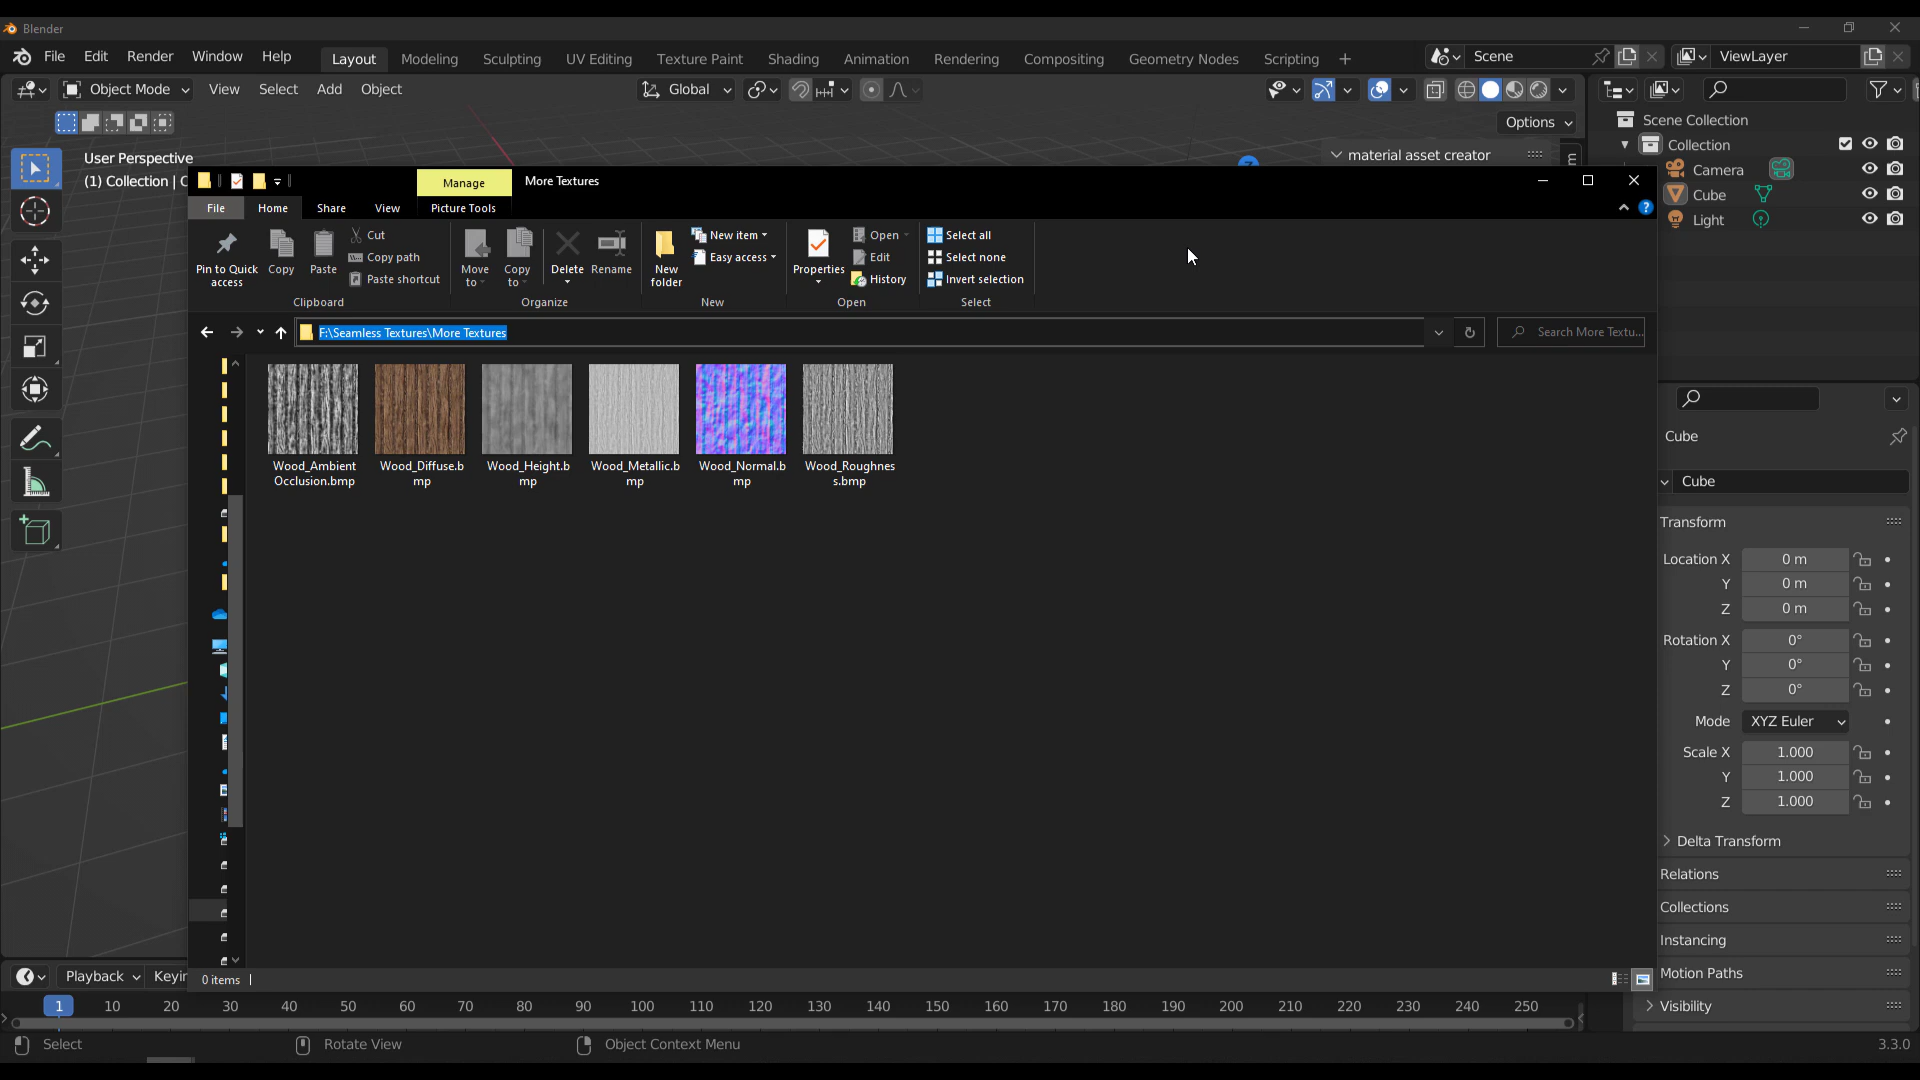 Blender
File Edit Render Window Help Layout Modeling Sculpting UV Editing Texture Paint Shading Animation Rendering Compositing Geometry Nodes Scripting + Scene ViewLayer
Object Mode View Select Add Object Global
Options
User Perspective
(1) Collection | C
material asset creator
Scene Collection
Collection
Camera
Cube
Light
Manage More Textures
File Home Share View Picture Tools
Pin to Quick access
Copy
Paste
Cut
Copy path
Paste shortcut
Clipboard
Move to
Copy to
Delete
Rename
Organize
New folder
New item
Easy access
New
Properties
Open
Edit
History
Open
Select all
Select none
Invert selection
Select
F:\Seamless Textures\More Textures
Search More Textu...
Wood_Ambient
Occlusion.bmp
Wood_Diffuse.b
mp
Wood_Height.b
mp
Wood_Metallic.b
mp
Wood_Normal.b
mp
Wood_Roughnes
s.bmp
0 items
Cube
Cube
Transform
Location X 0 m
Y 0 m
Z 0 m
Rotation X 0°
Y 0°
Z 0°
Mode XYZ Euler
Scale X 1.000
Y 1.000
Z 1.000
Delta Transform
Relations
Collections
Instancing
Motion Paths
Visibility
Playback Keyin
1 10 20 30 40 50 60 70 80 90 100 110 120 130 140 150 160 170 180 190 200 210 220 230 240 250
Select Rotate View Object Context Menu 3.3.0